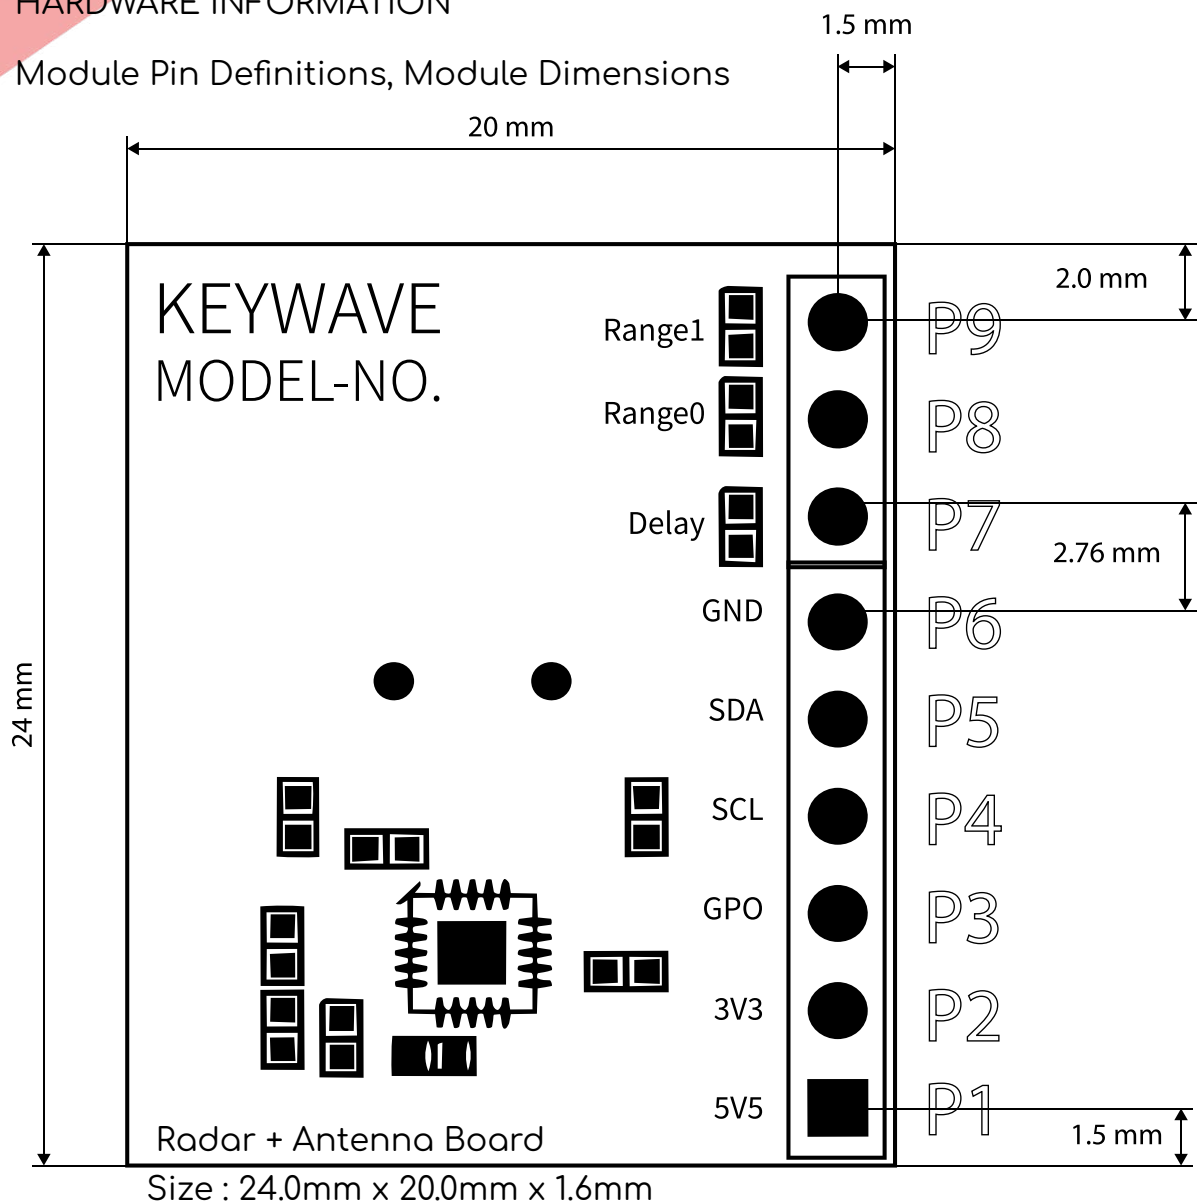 HARDWARE INFORMATION
Module Pin Definitions, Module Dimensions
1.5 mm
20 mm
2.0 mm
KEYWAVE
MODEL-NO.
Range1
P9
Range0
P8
Delay
P7
2.76 mm
GND
P6
24 mm
SDA
P5
SCL
P4
GPO
P3
3V3
P2
5V5
P1
1.5 mm
Radar + Antenna Board
Size : 24.0mm x 20.0mm x 1.6mm